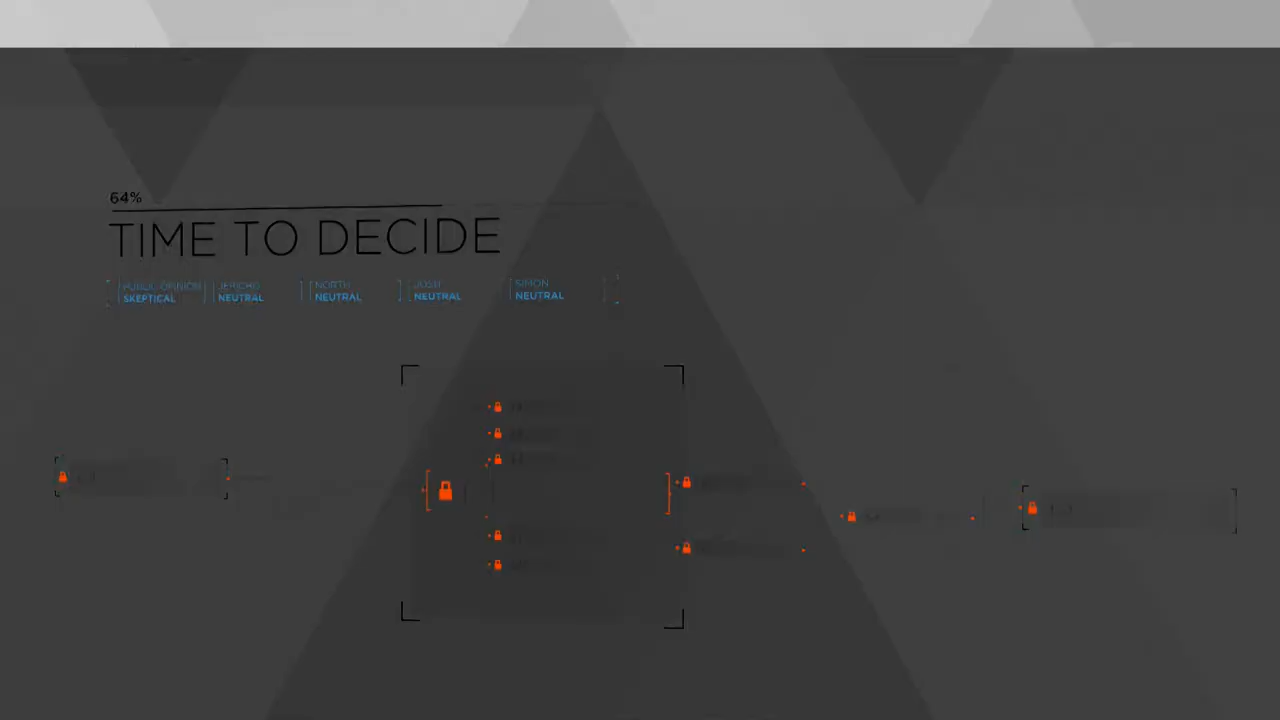 64%
TIME TO DECIDE
PUBLIC OPINION JERICHO NORTH JOSH SIMON
SKEPTICAL NEUTRAL NEUTRAL NEUTRAL NEUTRAL